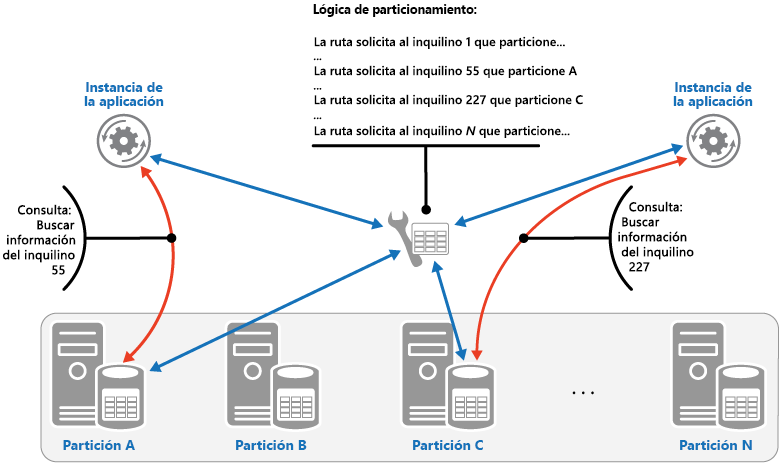 Lógica de particionamiento:
La ruta solicita al inquilino 1 que particione...
...
La ruta solicita al inquilino 55 que particione A
...
La ruta solicita al inquilino 227 que particione C
...
La ruta solicita al inquilino N que particione...
Instancia de
la aplicación
Instancia de
la aplicación
Consulta:
Buscar
información
del inquilino
55
Consulta:
Buscar
información
del inquilino
227
. . .
Partición A
Partición B
Partición C
Partición N